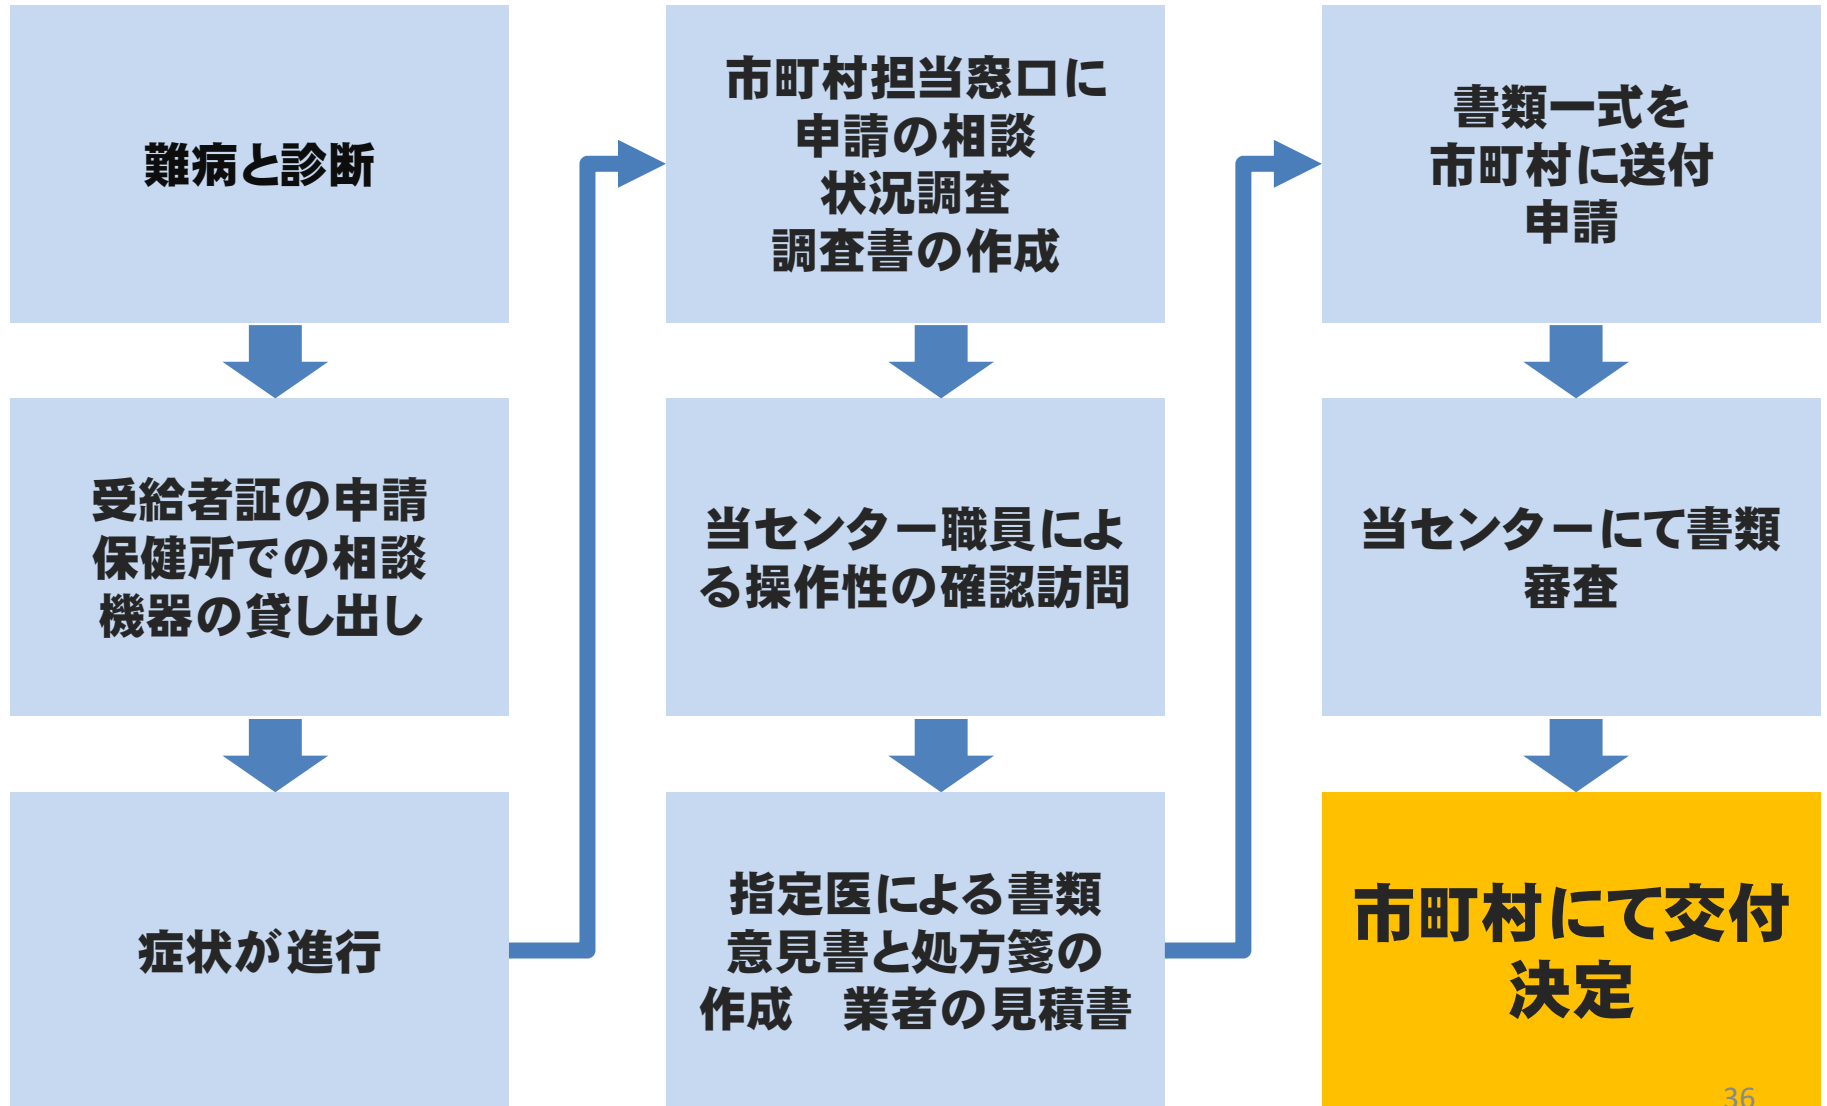 難病と診断
受給者証の申請
保健所での相談
機器の貸し出し
症状が進行
市町村担当窓口に
申請の相談
状況調査
調査書の作成
当センター職員によ
る操作性の確認訪問
指定医による書類
意見書と処方箋の
作成　業者の見積書
書類一式を
市町村に送付
申請
当センターにて書類
審査
市町村にて交付
決定
36